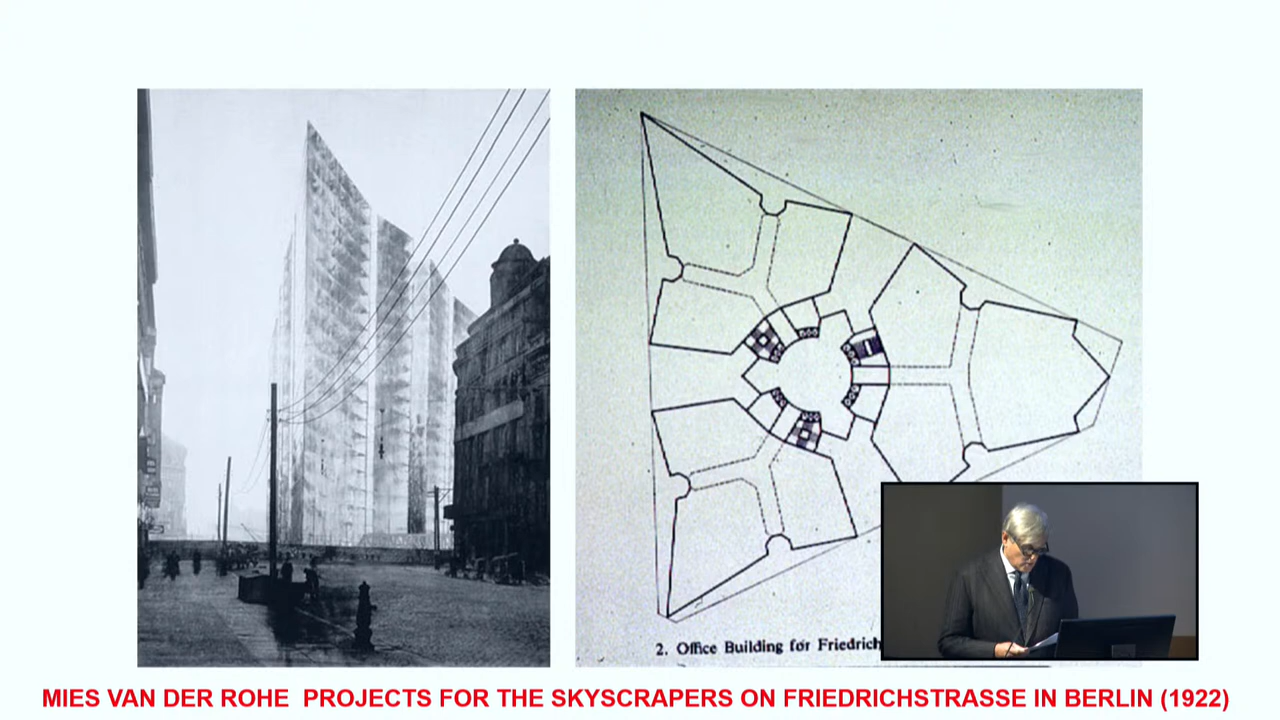 2. Office Building for Friedrich
MIES VAN DER ROHE PROJECTS FOR THE SKYSCRAPERS ON FRIEDRICHSTRASSE IN BERLIN (1922)